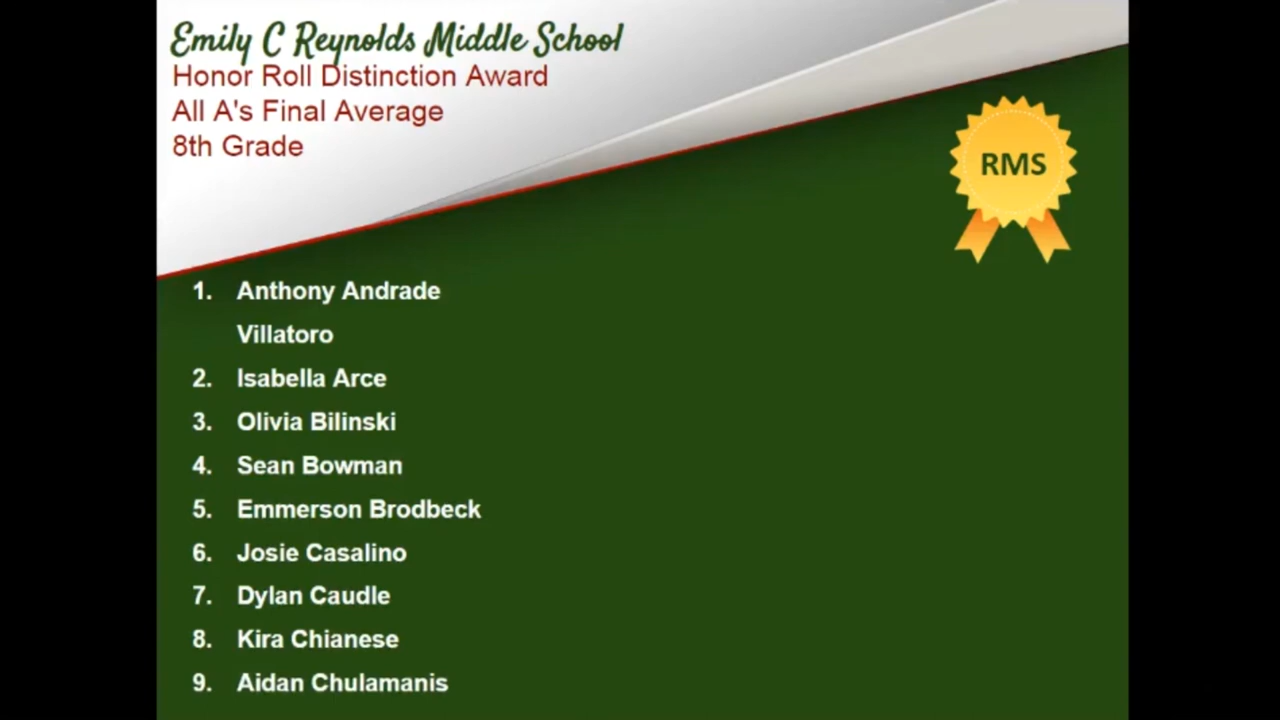 Emily C Reynolds Middle School
Honor Roll Distinction Award
All A's Final Average
8th Grade
RMS
1. Anthony Andrade
Villatoro
2. Isabella Arce
3. Olivia Bilinski
4. Sean Bowman
5. Emmerson Brodbeck
6. Josie Casalino
7. Dylan Caudle
8. Kira Chianese
9. Aidan Chulamanis